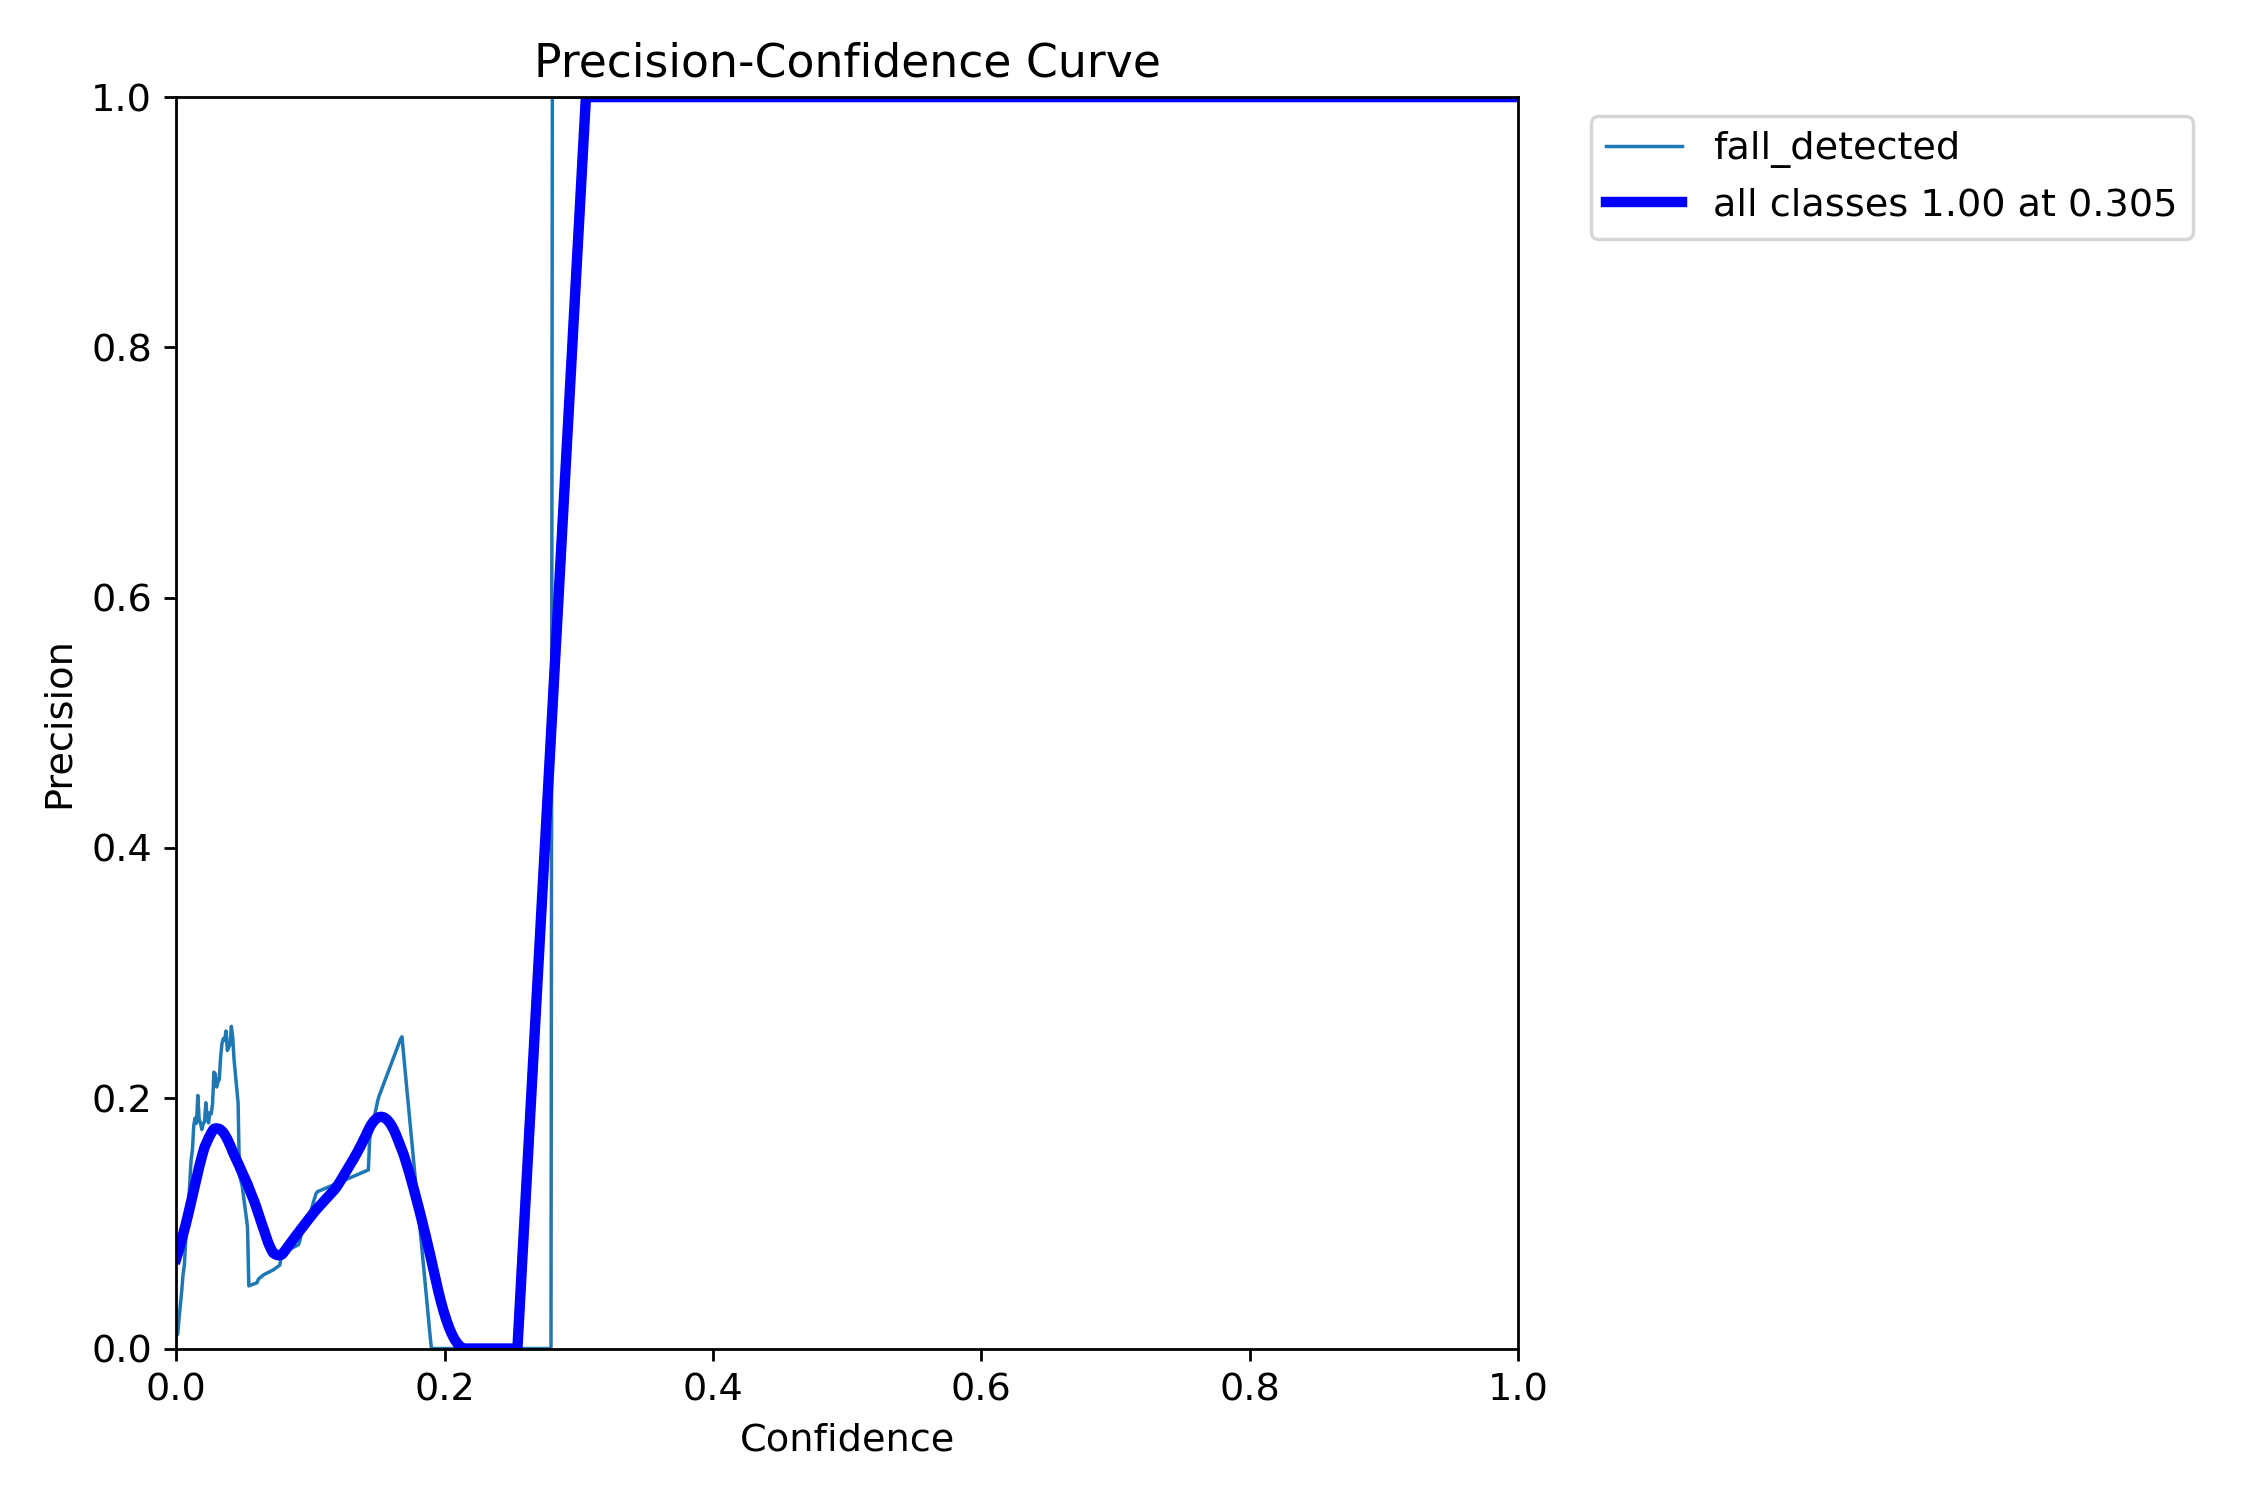 Precision-Confidence Curve
1.0
0.8
0.6
0.4
0.2
0.0
Precision
0.0 0.2 0.4 0.6 0.8 1.0
Confidence
fall_detected
all classes 1.00 at 0.305